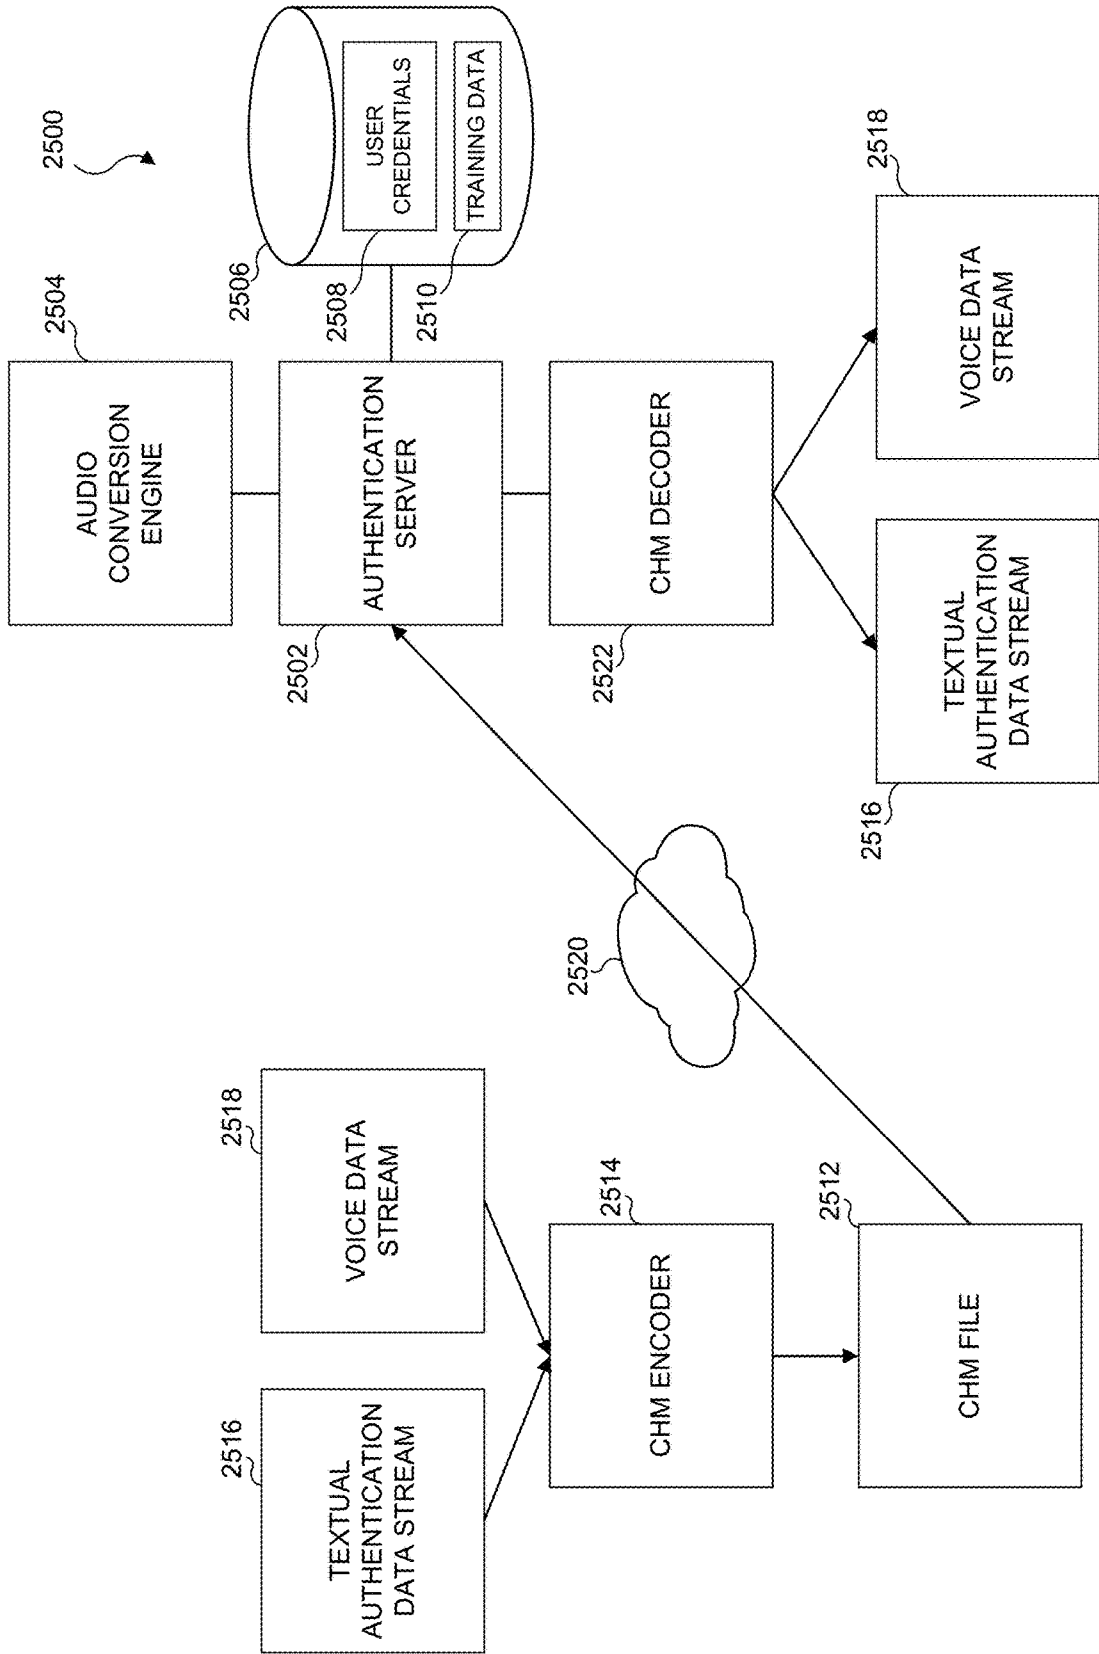 2500
2504
AUDIO
CONVERSION
ENGINE
2506
2508
USER
CREDENTIALS
2510
TRAINING DATA
2502
AUTHENTICATION
SERVER
2522
CHM DECODER
2516
TEXTUAL
AUTHENTICATION
DATA STREAM
2518
VOICE DATA
STREAM
2520
2516
TEXTUAL
AUTHENTICATION
DATA STREAM
2518
VOICE DATA
STREAM
2514
CHM ENCODER
2512
CHM FILE